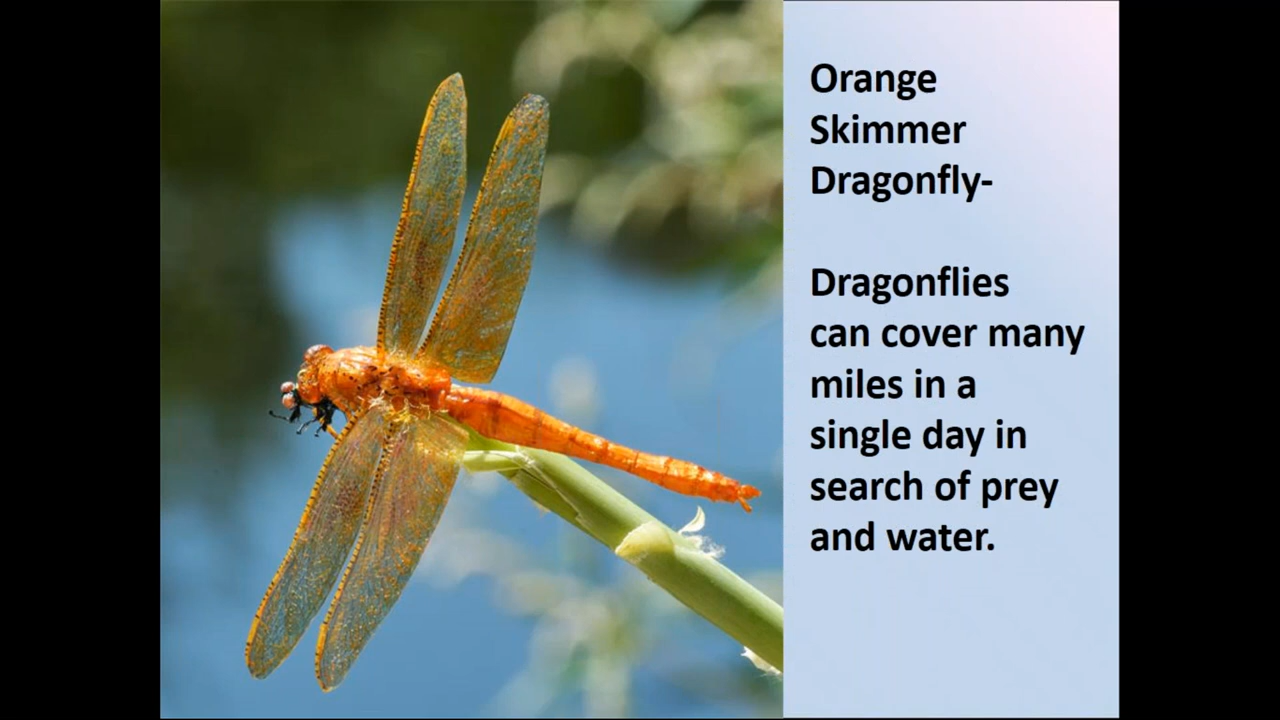 Orange
Skimmer
Dragonfly-
Dragonflies
can cover many
miles in a
single day in
search of prey
and water.